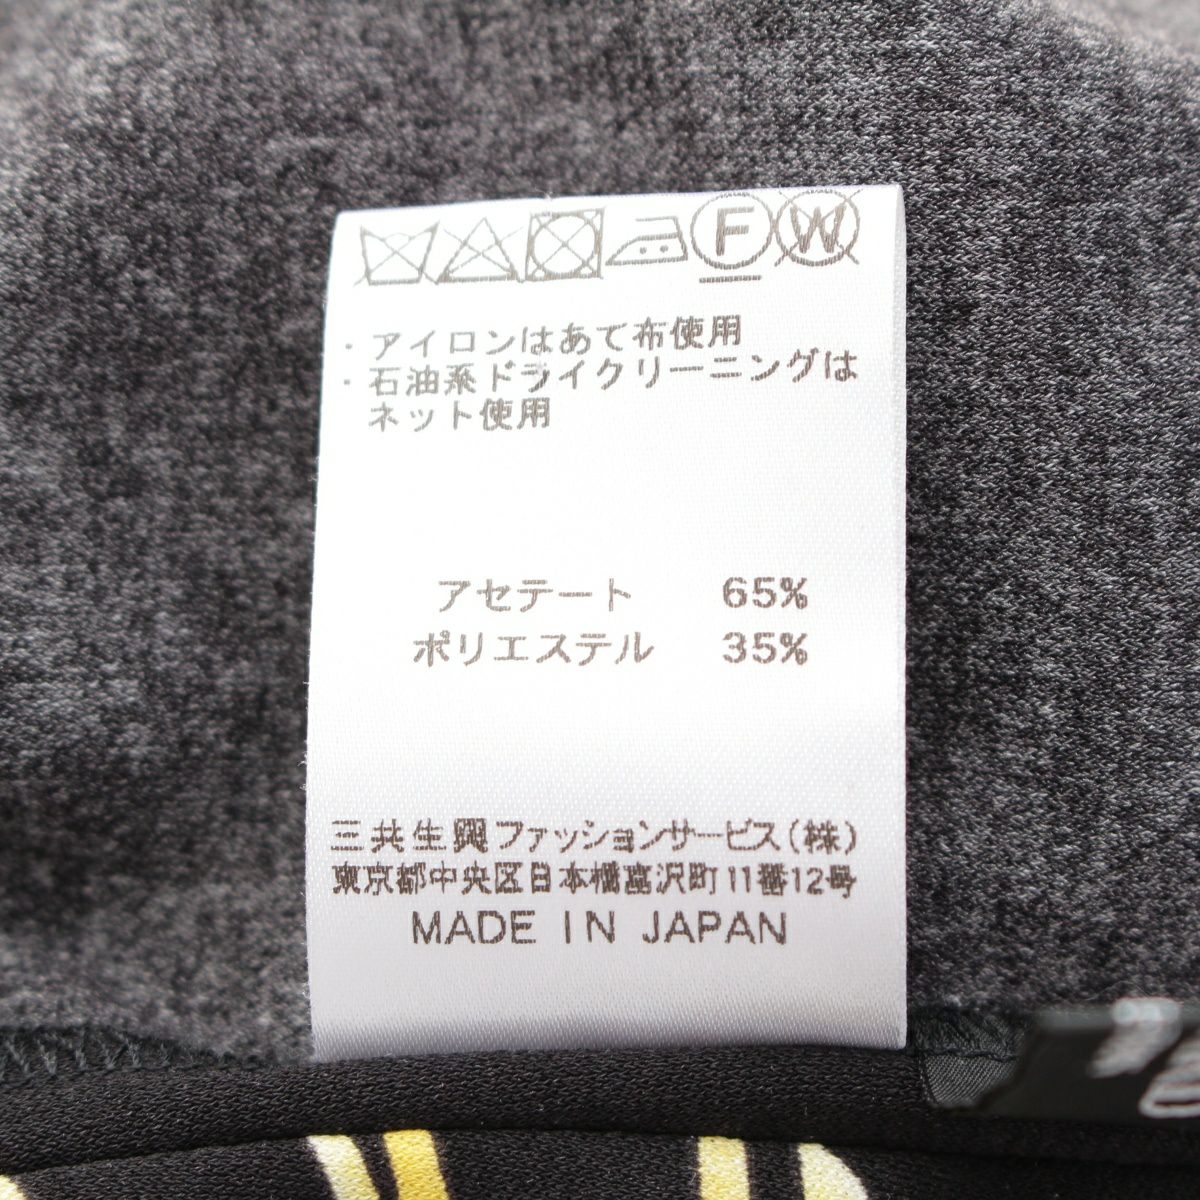 F W
・アイロンはあて布使用
・石油系ドライクリーニングは
ネット使用
アセテート 65%
ポリエステル 35%
三共生興ファッションサービス(株)
東京都中央区日本橋富沢町11番12号
MADE IN JAPAN